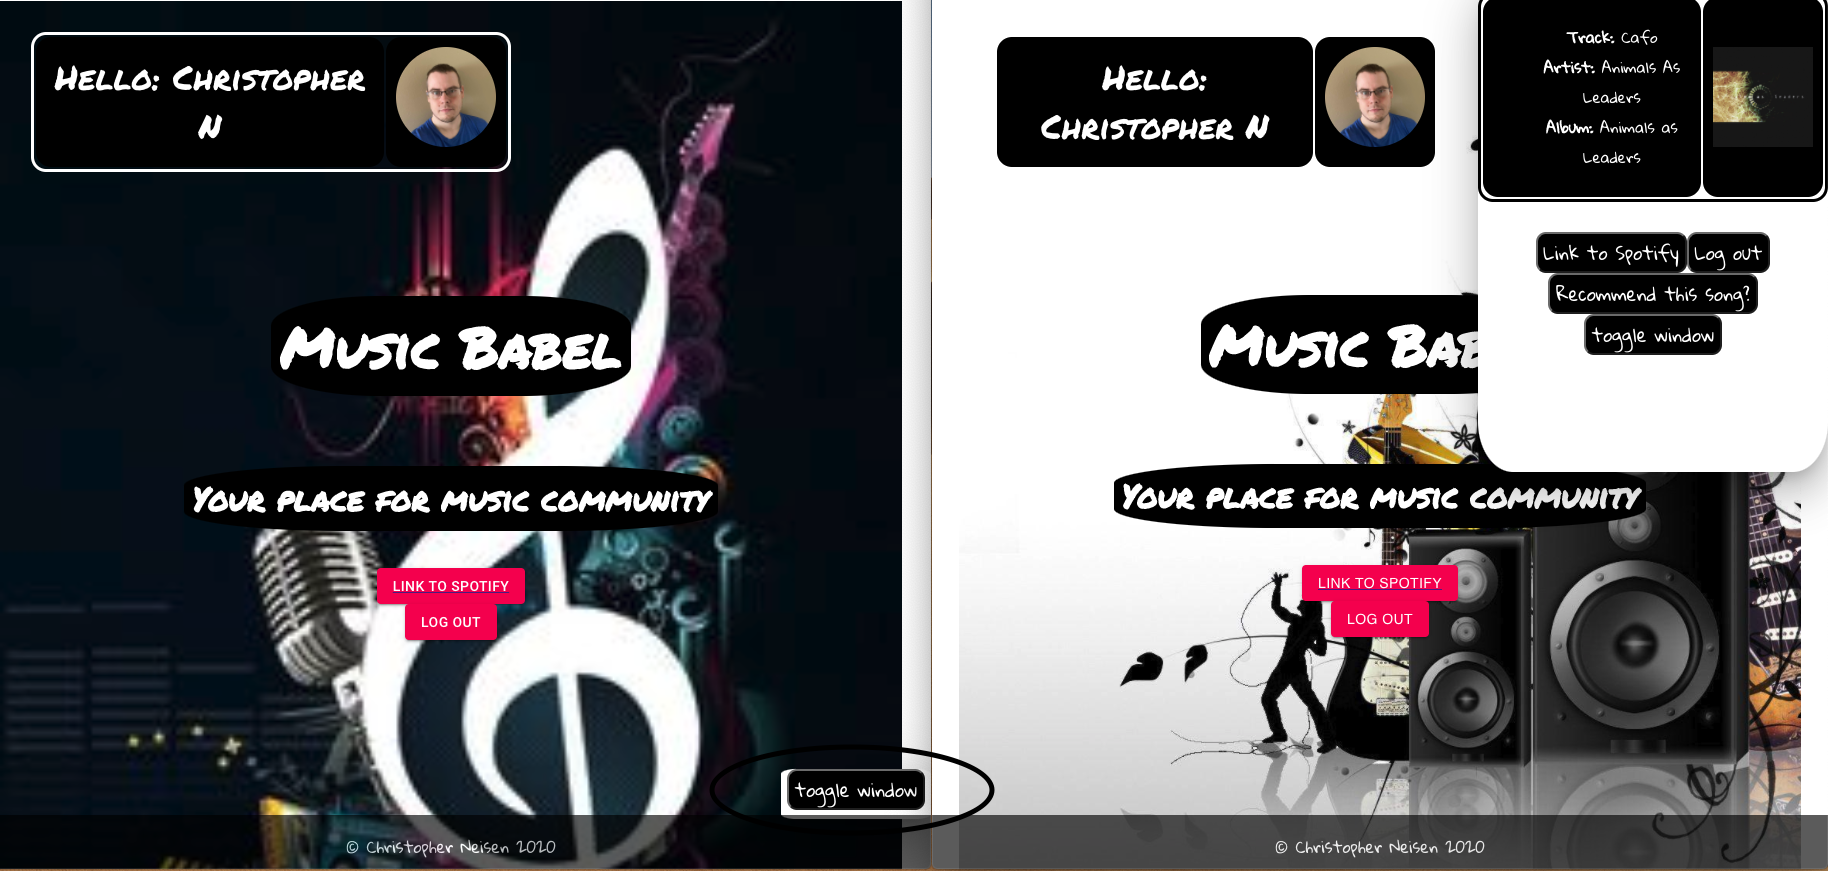 Hello: Christopher
N
Music Babel
Your place for music community
LINK TO SPOTIFY
LOG OUT
toggle window
© Christopher Neisen 2020
Hello:
Christopher N
Music Bab
Your place for music community
LINK TO SPOTIFY
LOG OUT
© Christopher Neisen 2020
Track: Cafo
Artist: Animals As
Leaders
Album: Animals as
Leaders
Link to Spotify Log out
Recommend this song?
toggle window